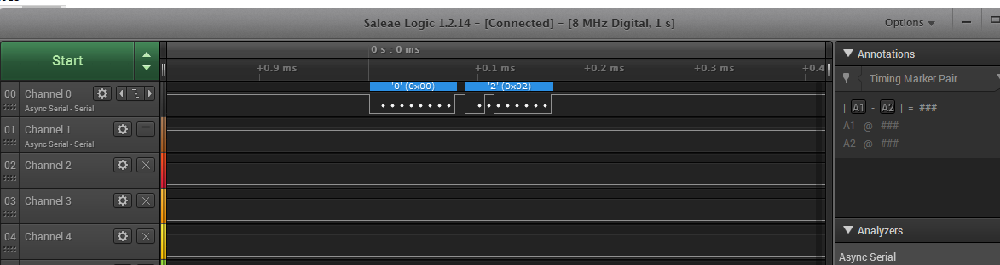 Saleae Logic 1.2.14 - [Connected] - [8 MHz Digital, 1 s]
Options
Start
0 s : 0 ms
+0.9 ms
+0.1 ms
+0.2 ms
+0.3 ms
+0.4
Annotations
Timing Marker Pair
| A1 - A2 | = ###
A1 @ ###
A2 @ ###
Analyzers
Async Serial
00 Channel 0
Async Serial - Serial
'0' (0x00)
'2' (0x02)
01 Channel 1
Async Serial - Serial
02 Channel 2
03 Channel 3
04 Channel 4